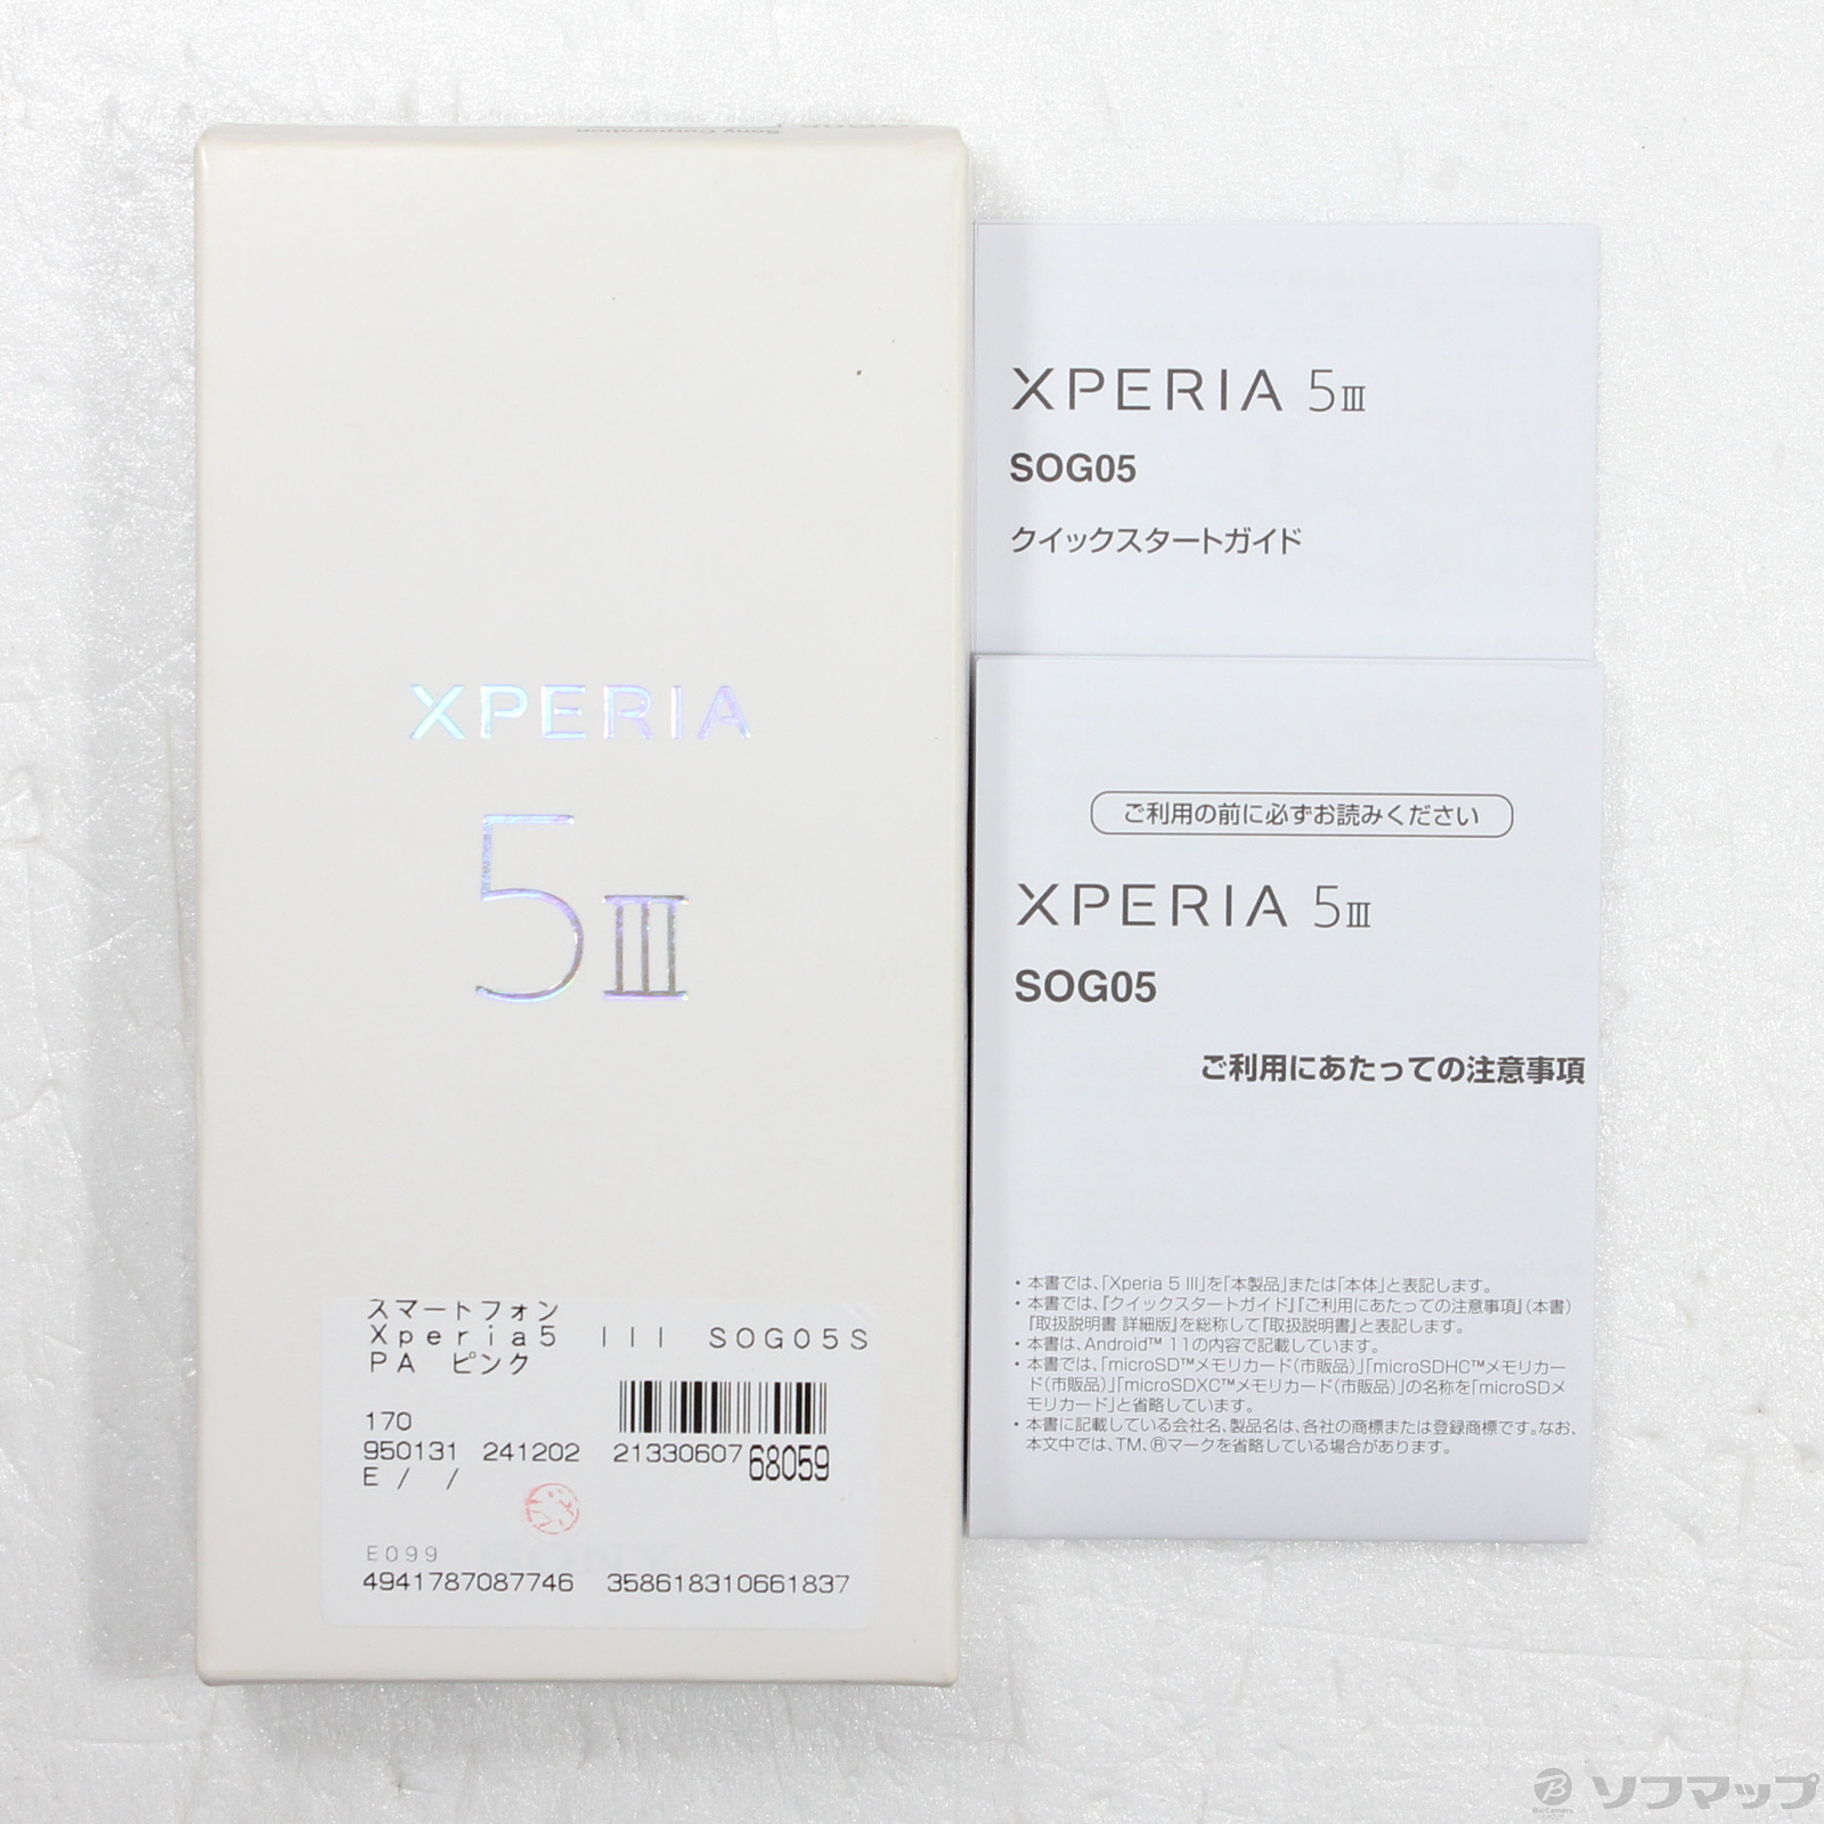 Sony Corporation
XPERIA
5III
スマートフォン
Xperia5 III SOG05S
PA ピンク
170
950131 241202 2133060768059
E / /
E099
SONY
4941787087746 358618310661837
XPERIA 5III
SOG05
クイックスタートガイド
ご利用の前に必ずお読みください
XPERIA 5III
SOG05
ご利用にあたっての注意事項
・本書では、「Xperia 5 III」を「本製品」または「本体」と表記します。
・本書では、『クイックスタートガイド』『ご利用にあたっての注意事項』（本書）
『取扱説明書 詳細版』を総称して『取扱説明書』と表記します。
・本書は、Android™ 11の内容で記載しています。
・本書では、「microSD™メモリカード（市販品）」「microSDHC™メモリカー
ド（市販品）」「microSDXC™メモリカード（市販品）」の名称を「microSDメ
モリカード」と省略しています。
・本書に記載している会社名、製品名は、各社の商標または登録商標です。なお、
本文中では、TM、®マークを省略している場合があります。
B
BicCamera
GROUP
ソフマップ